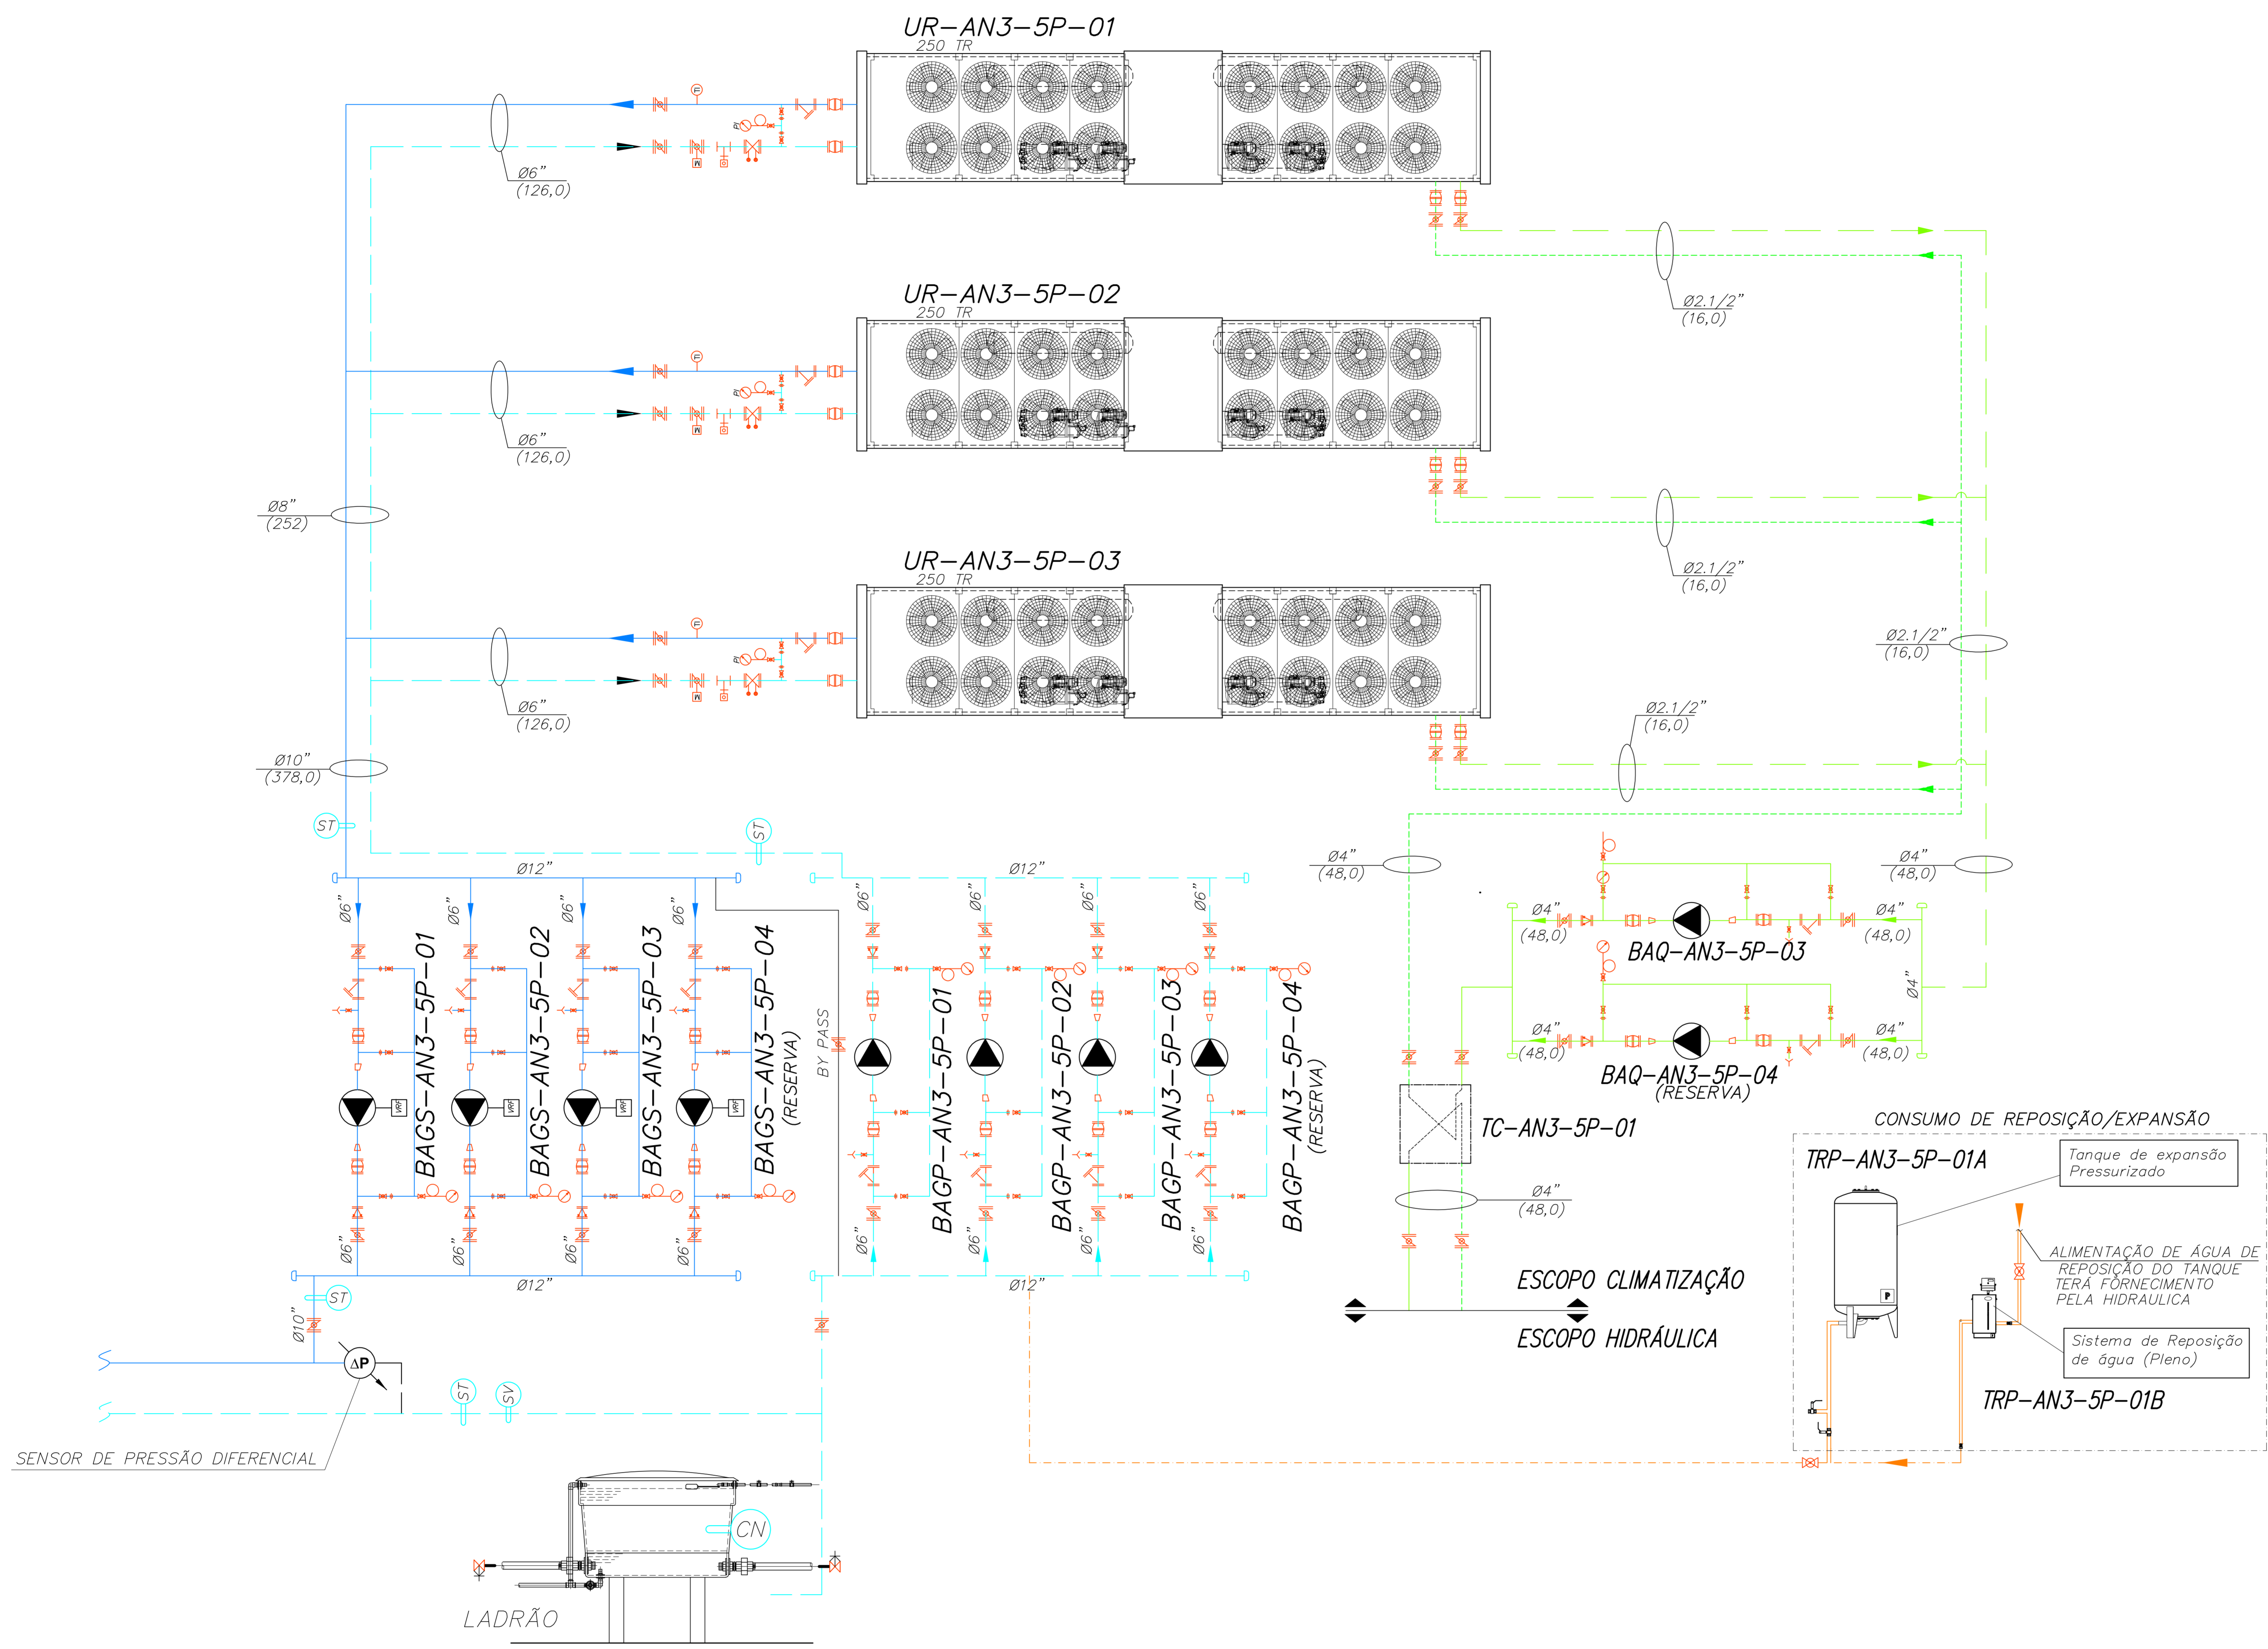 UR-AN3-5P-01
250 TR
TI
PI
M
Ø6"
(126,0)
Ø2.1/2"
(16,0)
UR-AN3-5P-02
250 TR
TI
PI
M
Ø6"
(126,0)
Ø8"
(252)
Ø2.1/2"
(16,0)
UR-AN3-5P-03
250 TR
TI
PI
M
Ø6"
(126,0)
Ø2.1/2"
(16,0)
Ø2.1/2"
(16,0)
Ø10"
(378,0)
ST
ST
Ø12"
Ø12"
Ø4"
(48,0)
Ø4"
(48,0)
Ø6"
Ø6"
Ø6"
Ø6"
Ø6"
Ø6"
Ø6"
Ø6"
BAGS-AN3-5P-01
BAGS-AN3-5P-02
BAGS-AN3-5P-03
BAGS-AN3-5P-04
(RESERVA)
VRF
VRF
VRF
VRF
BY PASS
BAGP-AN3-5P-01
BAGP-AN3-5P-02
BAGP-AN3-5P-03
BAGP-AN3-5P-04
(RESERVA)
Ø4"
(48,0)
Ø4"
(48,0)
BAQ-AN3-5P-03
Ø4"
Ø4"
(48,0)
Ø4"
(48,0)
BAQ-AN3-5P-04
(RESERVA)
TC-AN3-5P-01
Ø4"
(48,0)
Ø6"
Ø6"
Ø6"
Ø6"
Ø6"
Ø6"
Ø6"
Ø6"
Ø12"
Ø12"
CONSUMO DE REPOSIÇÃO/EXPANSÃO
TRP-AN3-5P-01A
Tanque de expansão
Pressurizado
P
ALIMENTAÇÃO DE ÁGUA DE
REPOSIÇÃO DO TANQUE
TERÁ FORNECIMENTO
PELA HIDRAULICA
Sistema de Reposição
de água (Pleno)
TRP-AN3-5P-01B
ESCOPO CLIMATIZAÇÃO
ESCOPO HIDRÁULICA
ST
Ø10"
ΔP
ST
SV
SENSOR DE PRESSÃO DIFERENCIAL
CN
LADRÃO